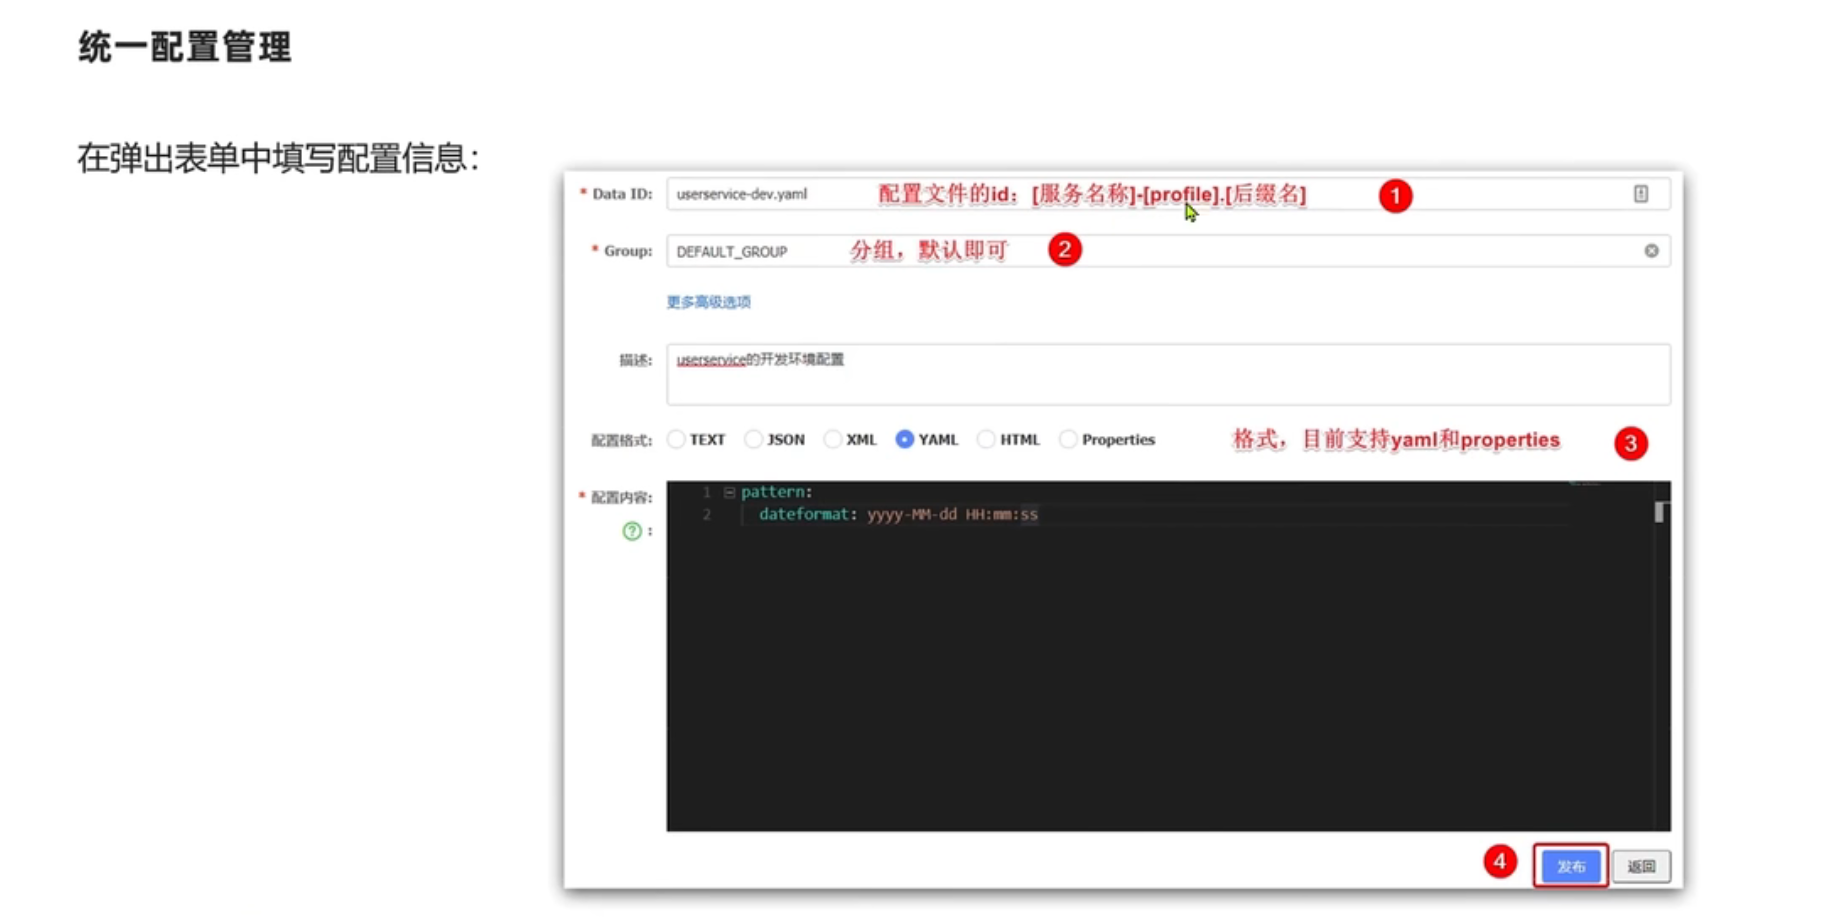 统一配置管理
在弹出表单中填写配置信息：
* Data ID: userservice-dev.yaml 配置文件的id：[服务名称]-[profile].[后缀名] 1
* Group: DEFAULT_GROUP 分组，默认即可 2
更多高级选项
描述: userservice的开发环境配置
配置格式: TEXT JSON XML YAML HTML Properties 格式，目前支持yaml和properties 3
* 配置内容: 1 pattern:
? : 2 dateformat: yyyy-MM-dd HH:mm:ss
4 发布 返回